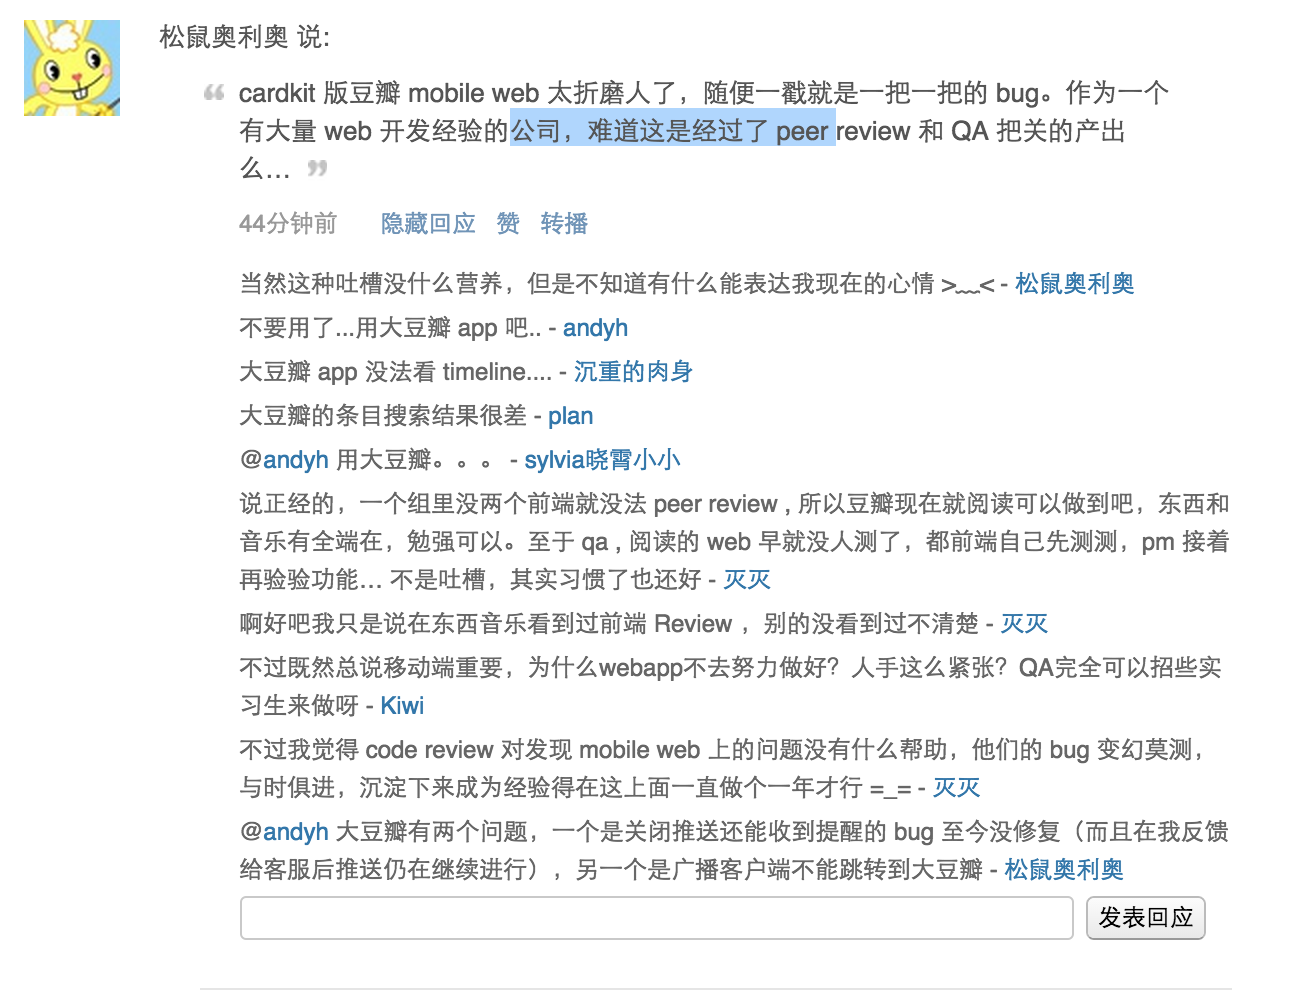 松鼠奥利奥 说:
“ cardkit 版豆瓣 mobile web 太折磨人了，随便一戳就是一把一把的 bug。作为一个
有大量 web 开发经验的公司，难道这是经过了 peer review 和 QA 把关的产出
么… ”
44分钟前 隐藏回应 赞 转播
当然这种吐槽没什么营养，但是不知道有什么能表达我现在的心情 >﹏< - 松鼠奥利奥
不要用了...用大豆瓣 app 吧.. - andyh
大豆瓣 app 没法看 timeline.... - 沉重的肉身
大豆瓣的条目搜索结果很差 - plan
@andyh 用大豆瓣。。。 - sylvia晓霄小小
说正经的，一个组里没两个前端就没法 peer review , 所以豆瓣现在就阅读可以做到吧，东西和
音乐有全端在，勉强可以。至于 qa , 阅读的 web 早就没人测了，都前端自己先测测，pm 接着
再验验功能… 不是吐槽，其实习惯了也还好 - 灭灭
啊好吧我只是说在东西音乐看到过前端 Review ，别的没看到过不清楚 - 灭灭
不过既然总说移动端重要，为什么webapp不去努力做好？人手这么紧张？QA完全可以招些实
习生来做呀 - Kiwi
不过我觉得 code review 对发现 mobile web 上的问题没有什么帮助，他们的 bug 变幻莫测，
与时俱进，沉淀下来成为经验得在这上面一直做个一年才行 =_= - 灭灭
@andyh 大豆瓣有两个问题，一个是关闭推送还能收到提醒的 bug 至今没修复（而且在我反馈
给客服后推送仍在继续进行），另一个是广播客户端不能跳转到大豆瓣 - 松鼠奥利奥
发表回应